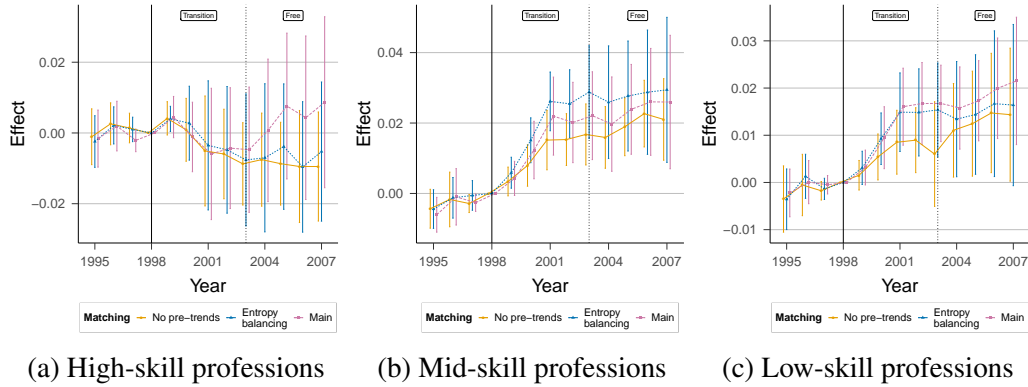 Transition Free
0.02
0.00
−0.02
Effect
1995 1998 2001 2004 2007
Year
Matching No pre−trends Entropy balancing Main
(a) High-skill professions
Transition Free
0.04
0.02
0.00
Effect
1995 1998 2001 2004 2007
Year
Matching No pre−trends Entropy balancing Main
(b) Mid-skill professions
Transition Free
0.03
0.02
0.01
0.00
−0.01
Effect
1995 1998 2001 2004 2007
Year
Matching No pre−trends Entropy balancing Main
(c) Low-skill professions